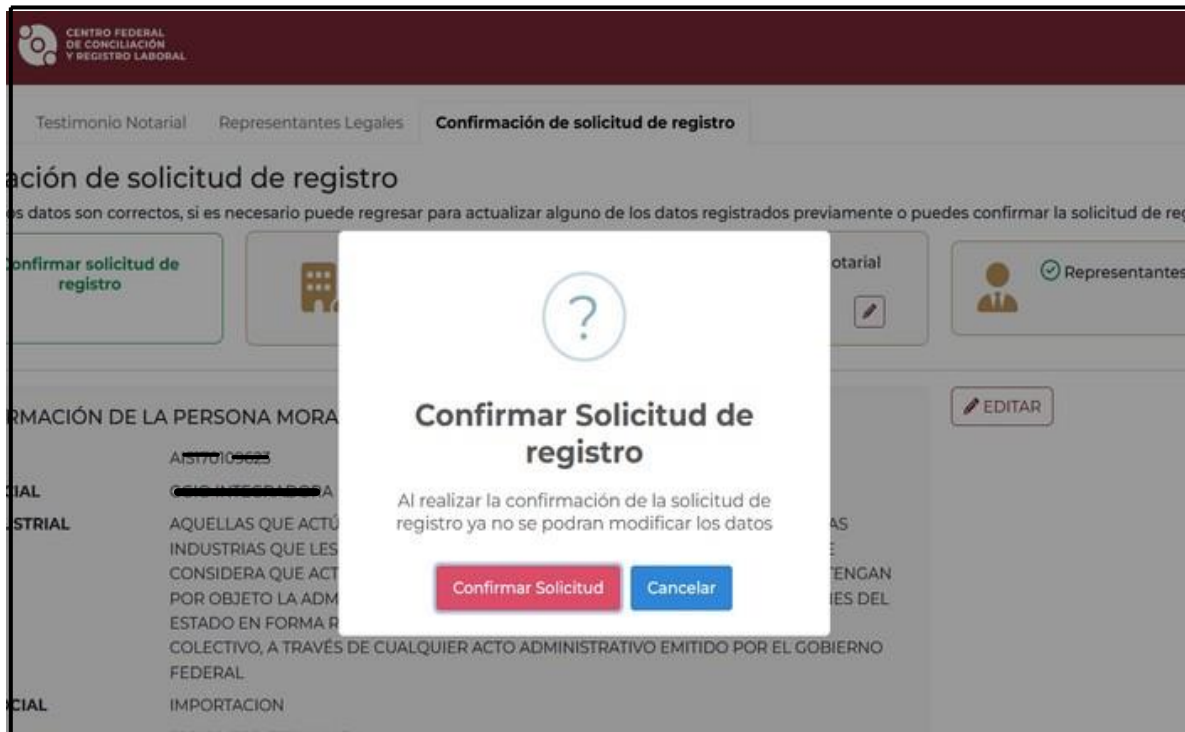 CENTRO FEDERAL
DE CONCILIACIÓN
Y REGISTRO LABORAL
Testimonio Notarial
Representantes Legales
Confirmación de solicitud de registro
ación de solicitud de registro
os datos son correctos, si es necesario puede regresar para actualizar alguno de los datos registrados previamente o puedes confirmar la solicitud de reg
onfirmar solicitud de
registro
otarial
Representantes
RMACIÓN DE LA PERSONA MORA
EDITAR
CIAL
STRIAL
AQUELLAS QUE ACTÚ
AS
INDUSTRIAS QUE LES
E
CONSIDERA QUE ACT
TENGAN
POR OBJETO LA ADM
ES DEL
ESTADO EN FORMA R
COLECTIVO, A TRAVÉS DE CUALQUIER ACTO ADMINISTRATIVO EMITIDO POR EL GOBIERNO
FEDERAL
OCIAL
IMPORTACION
?
Confirmar Solicitud de
registro
Al realizar la confirmación de la solicitud de
registro ya no se podran modificar los datos
Confirmar Solicitud
Cancelar